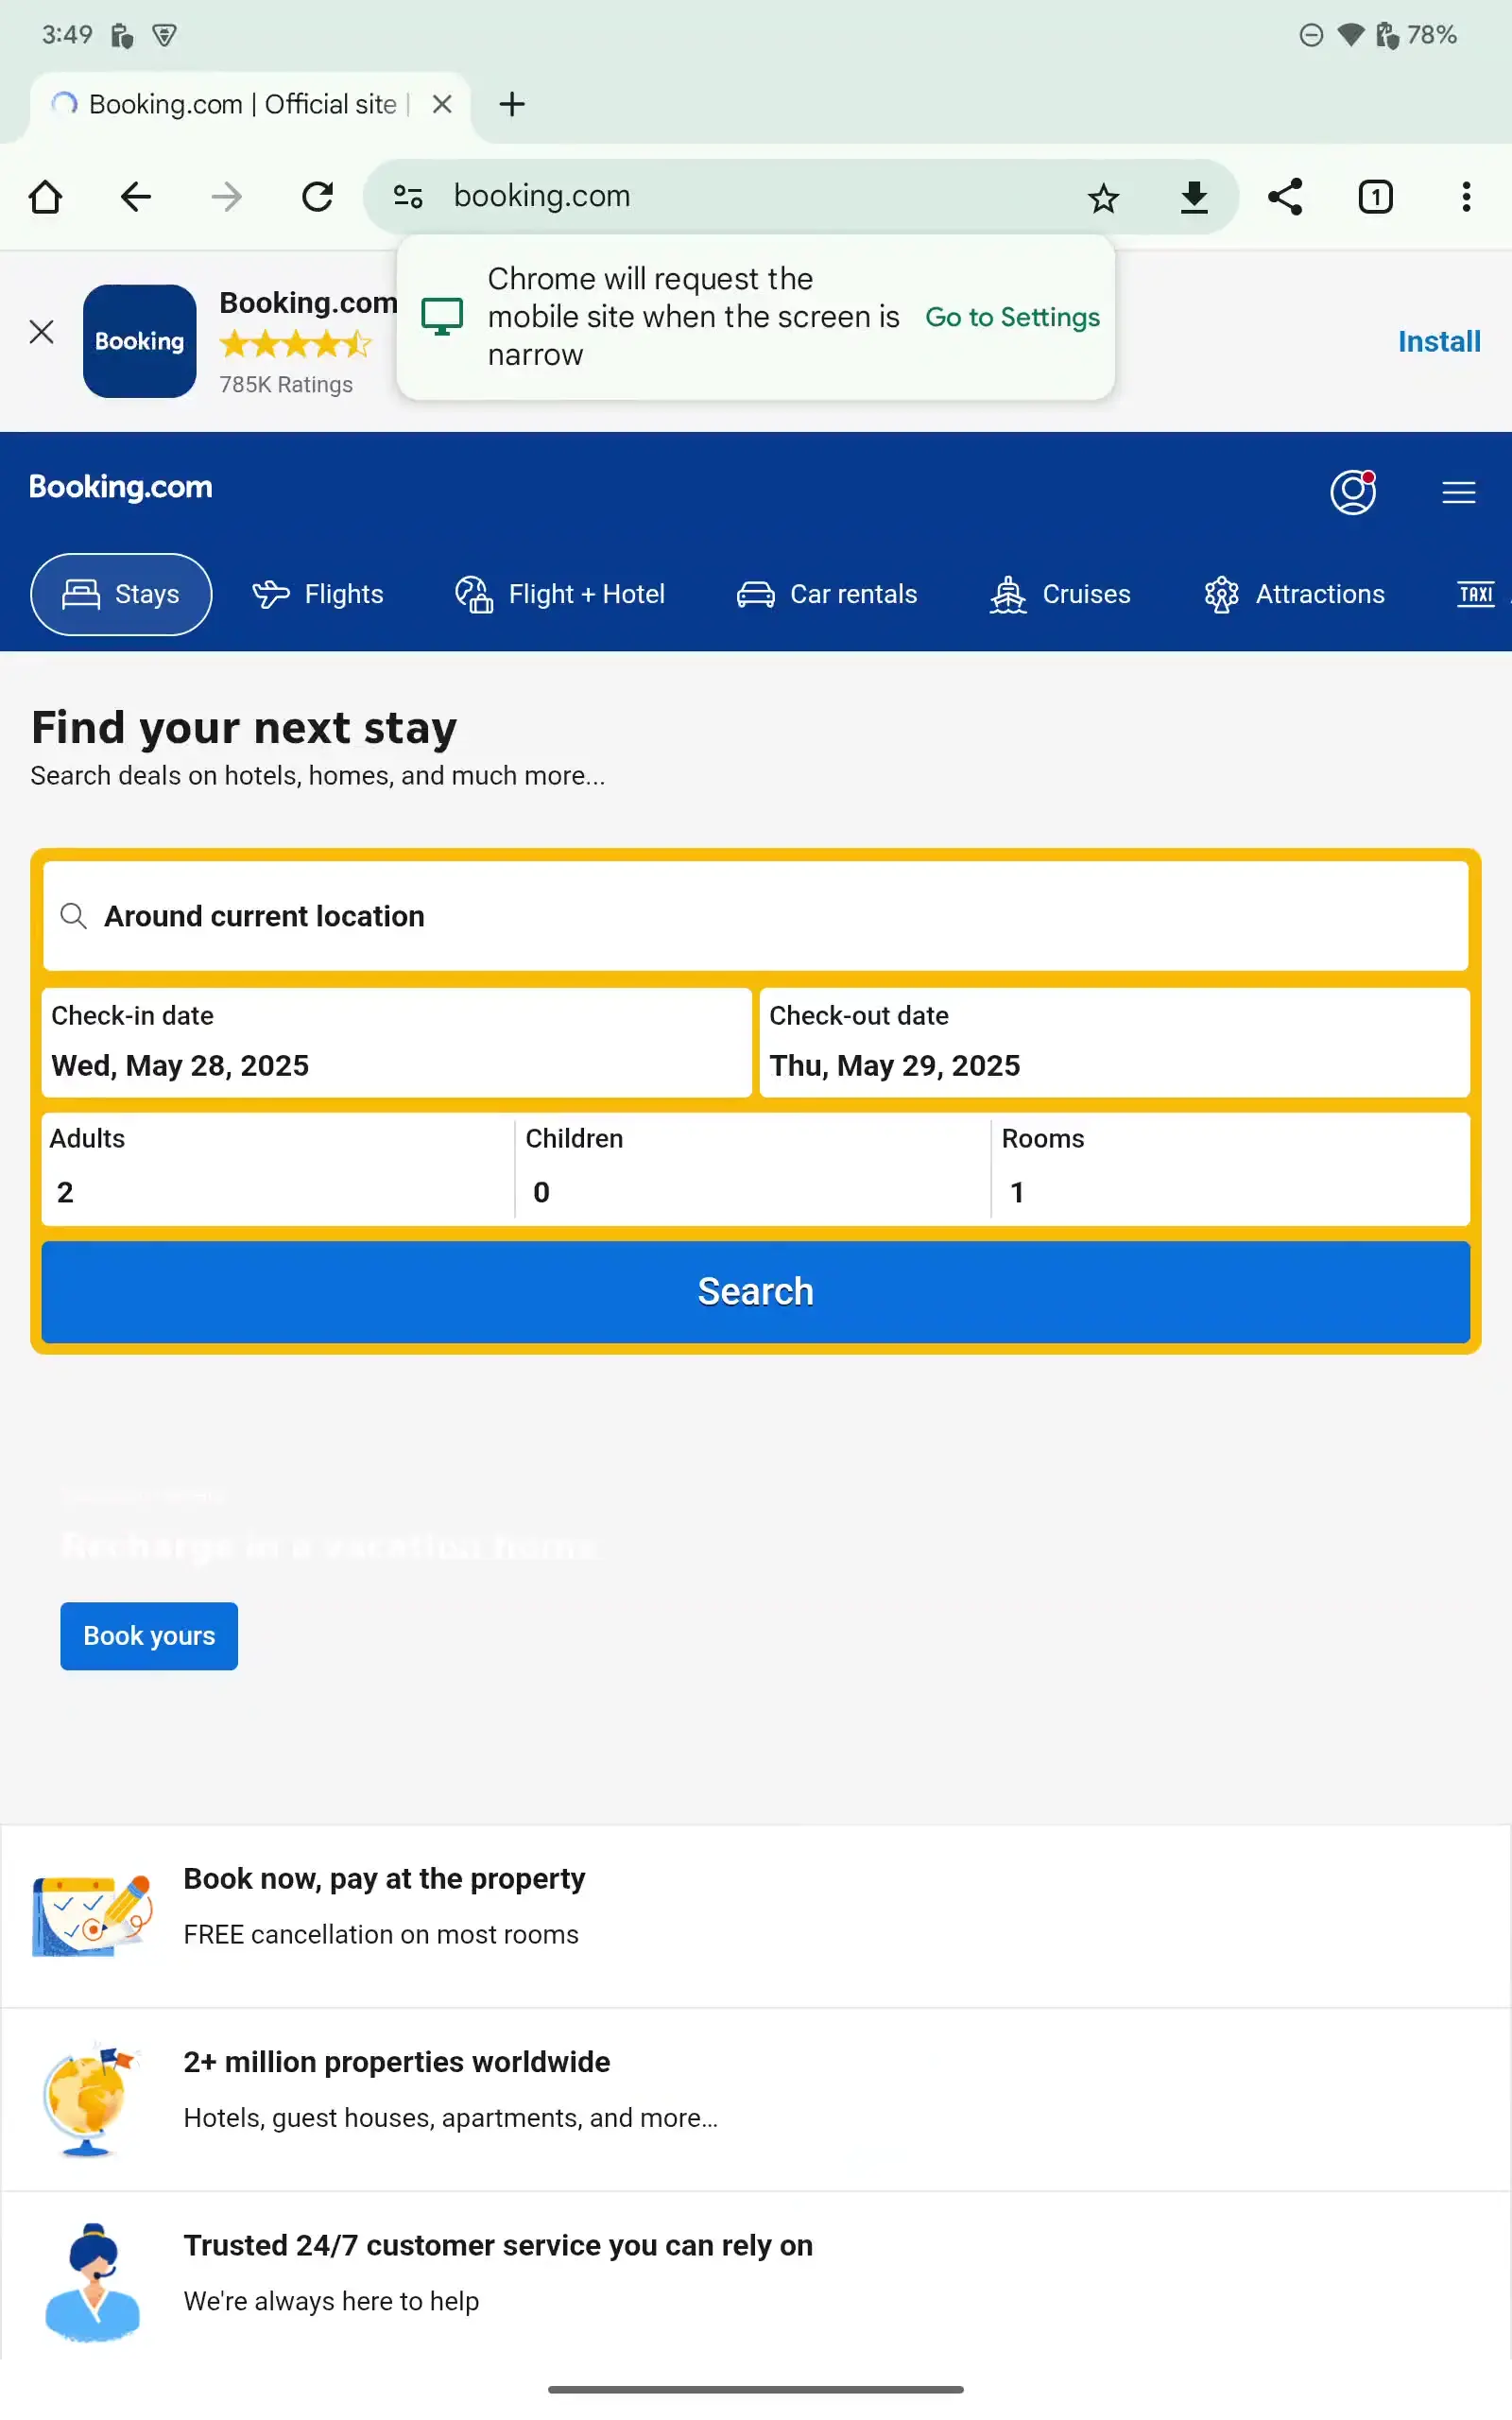 3:49
78%
Booking.com | Official site |
booking.com
1
Chrome will request the
mobile site when the screen is
narrow
Go to Settings
Booking
Booking.com
785K Ratings
Install
Booking.com
Stays
Flights
Flight + Hotel
Car rentals
Cruises
Attractions
TAXI
Find your next stay
Search deals on hotels, homes, and much more...
Around current location
Check-in date
Wed, May 28, 2025
Check-out date
Thu, May 29, 2025
Adults
2
Children
0
Rooms
1
Search
Recharge in a vacation home
Book yours
Book now, pay at the property
FREE cancellation on most rooms
2+ million properties worldwide
Hotels, guest houses, apartments, and more…
Trusted 24/7 customer service you can rely on
We're always here to help